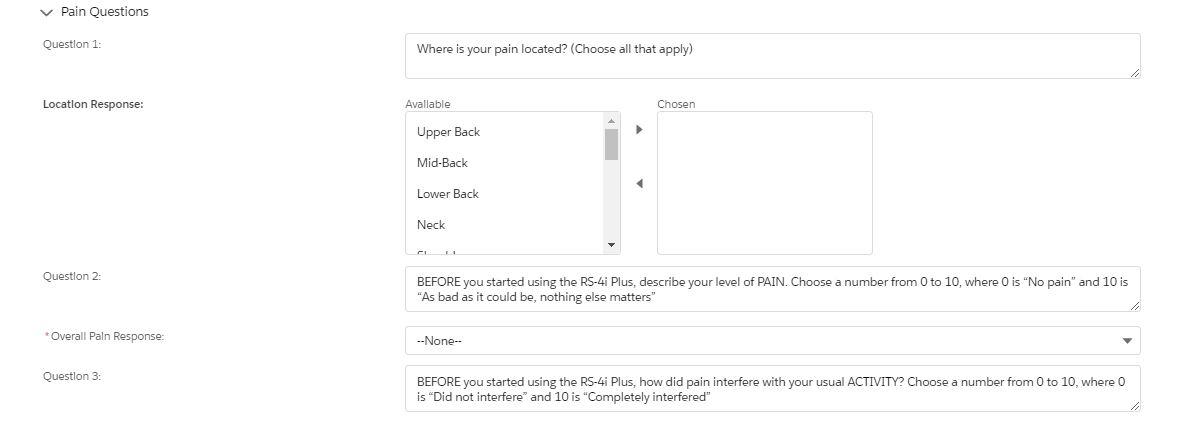 Pain Questions
Question 1:
Where is your pain located? (Choose all that apply)
Location Response:
Available
Chosen
Upper Back
Mid-Back
Lower Back
Neck
Question 2:
BEFORE you started using the RS-4i Plus, describe your level of PAIN. Choose a number from 0 to 10, where 0 is “No pain” and 10 is
“As bad as it could be, nothing else matters”
*Overall Pain Response:
--None--
Question 3:
BEFORE you started using the RS-4i Plus, how did pain interfere with your usual ACTIVITY? Choose a number from 0 to 10, where 0
is “Did not interfere” and 10 is “Completely interfered”